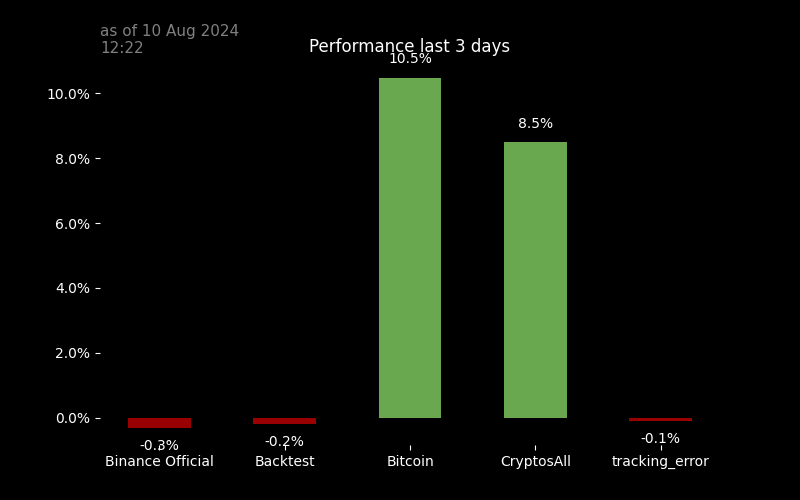 as of 10 Aug 2024
12:22
Performance last 3 days
10.5%
8.5%
10.0%
8.0%
6.0%
4.0%
2.0%
0.0%
-0.3%
-0.2%
-0.1%
Binance Official
Backtest
Bitcoin
CryptosAll
tracking_error